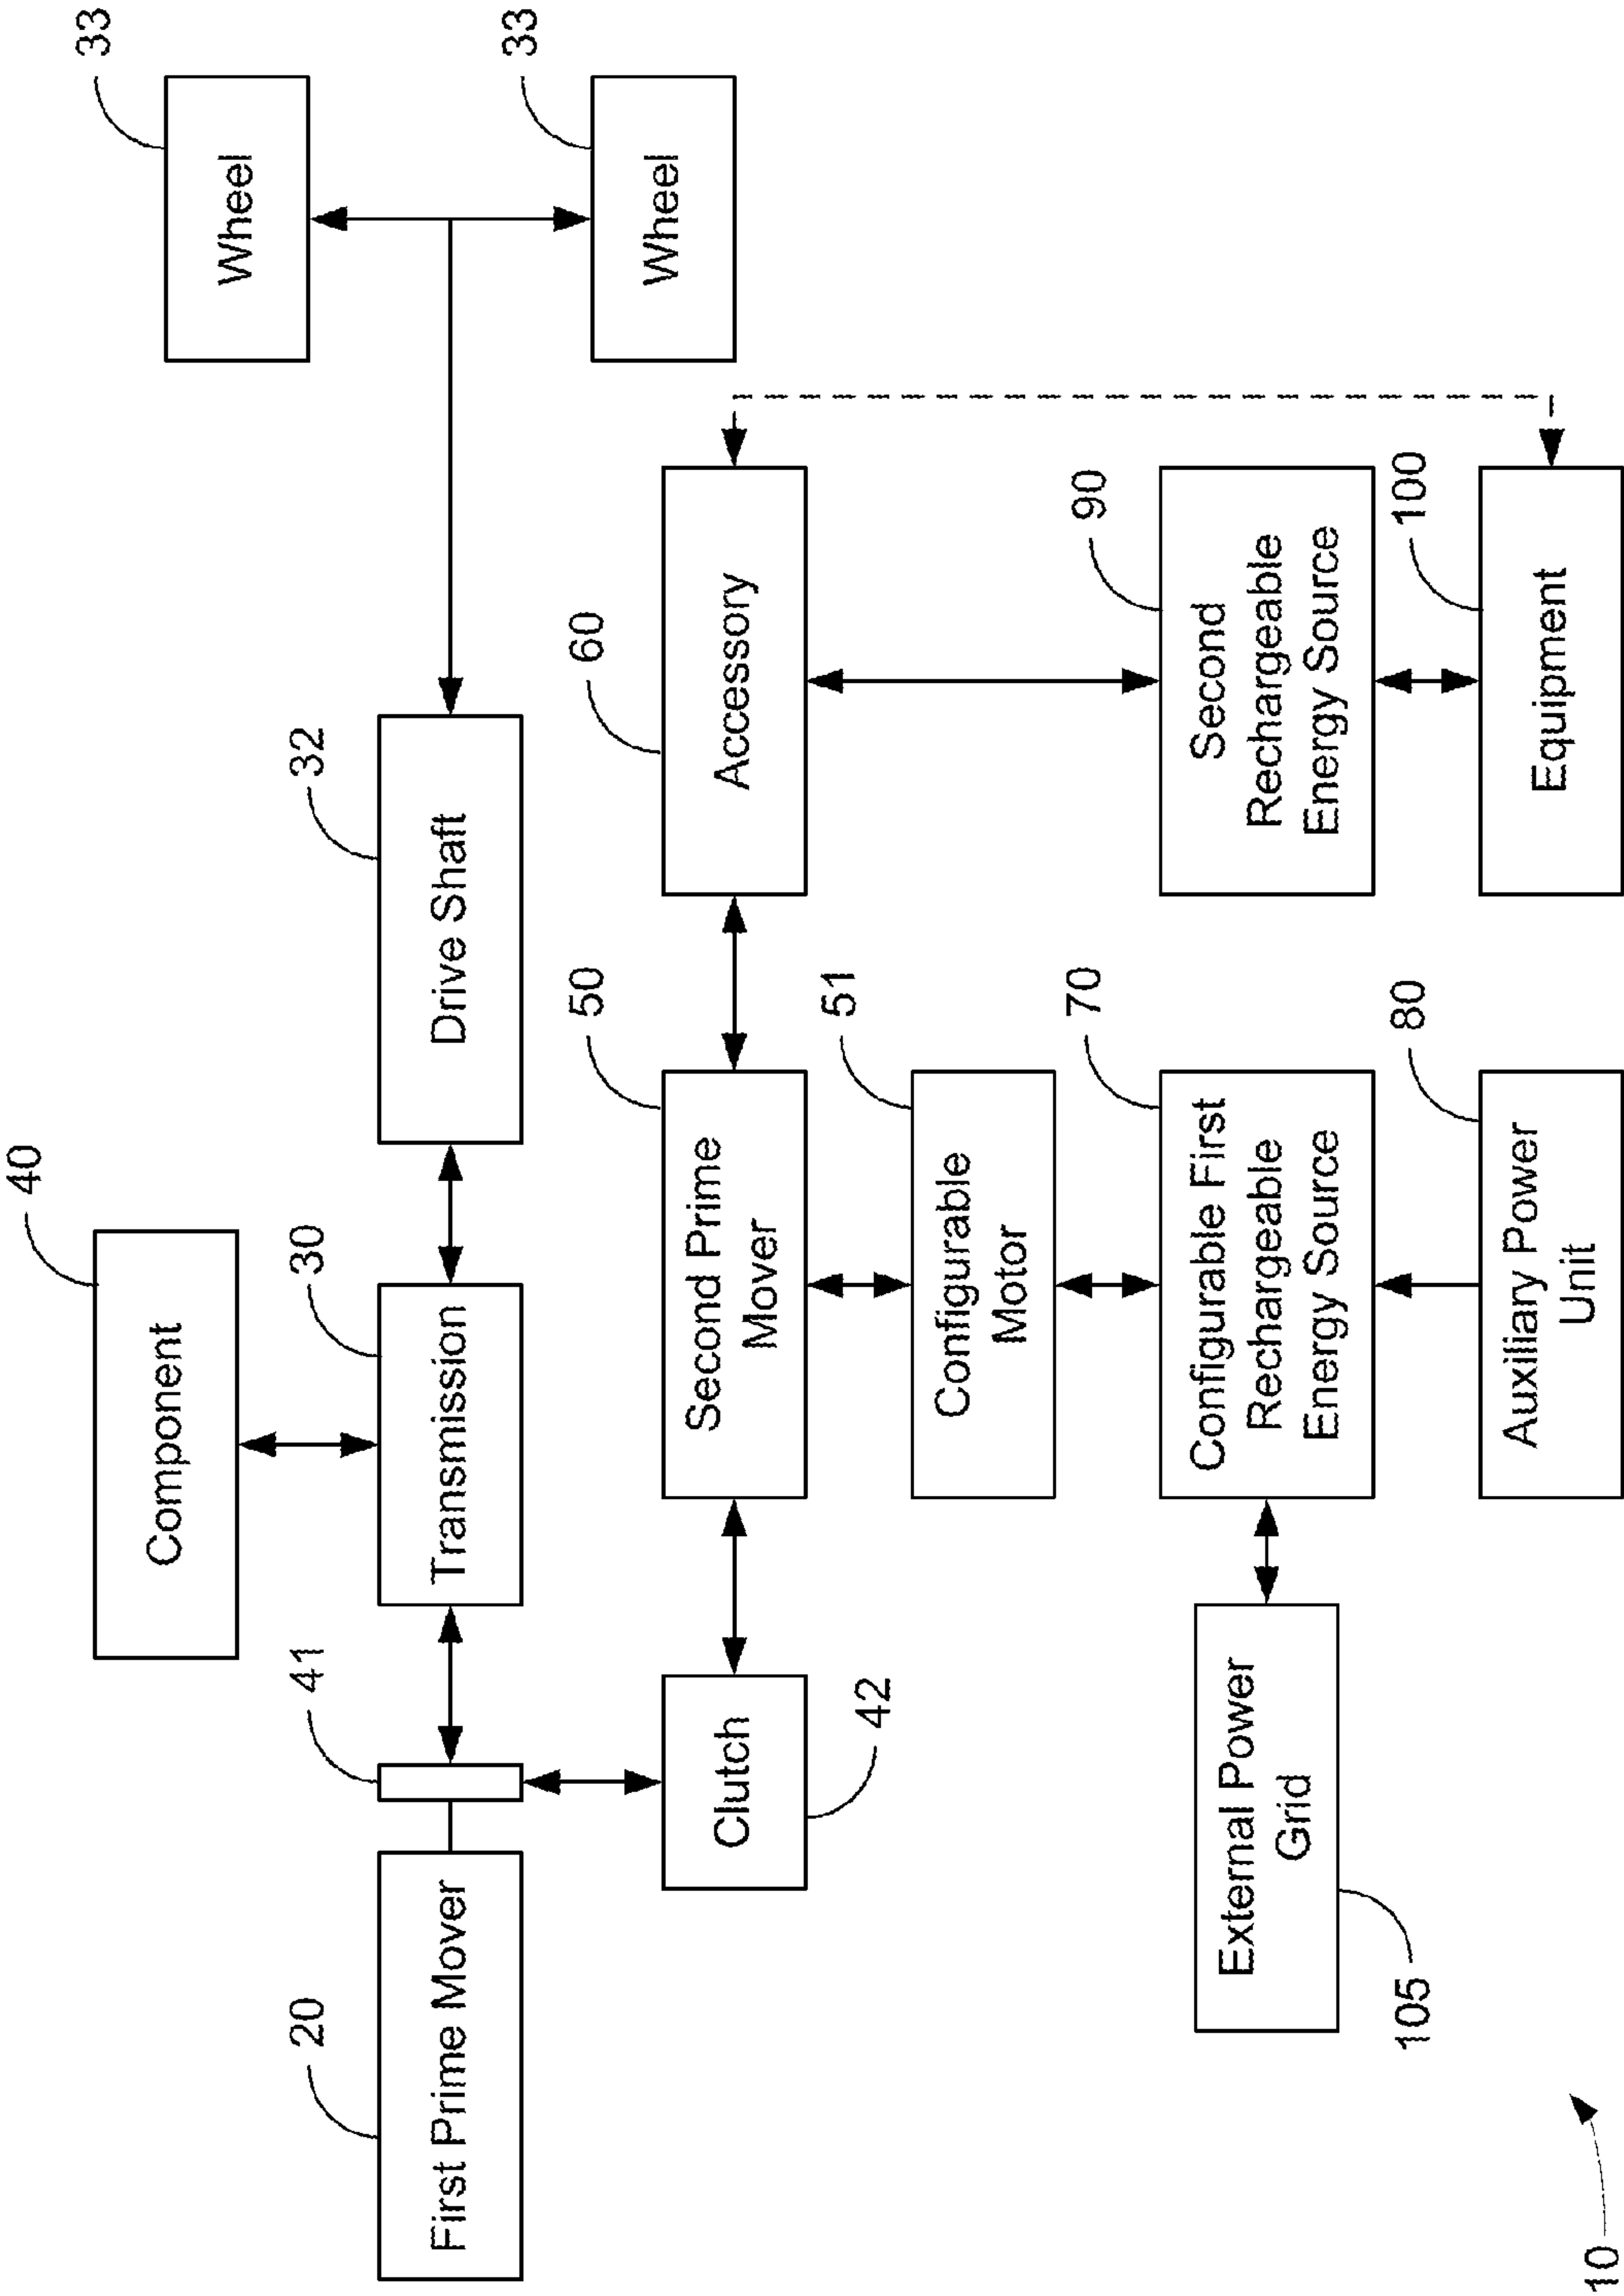 33
Wheel
40
Component
20
First Prime Mover
41
30
Transmission
32
Drive Shaft
33
Wheel
Clutch
42
50
Second Prime
Mover
60
Accessory
51
Configurable
Motor
External Power
Grid
105
70
Configurable First
Rechargeable
Energy Source
90
Second
Rechargeable
Energy Source
80
Auxiliary Power
Unit
100
Equipment
10